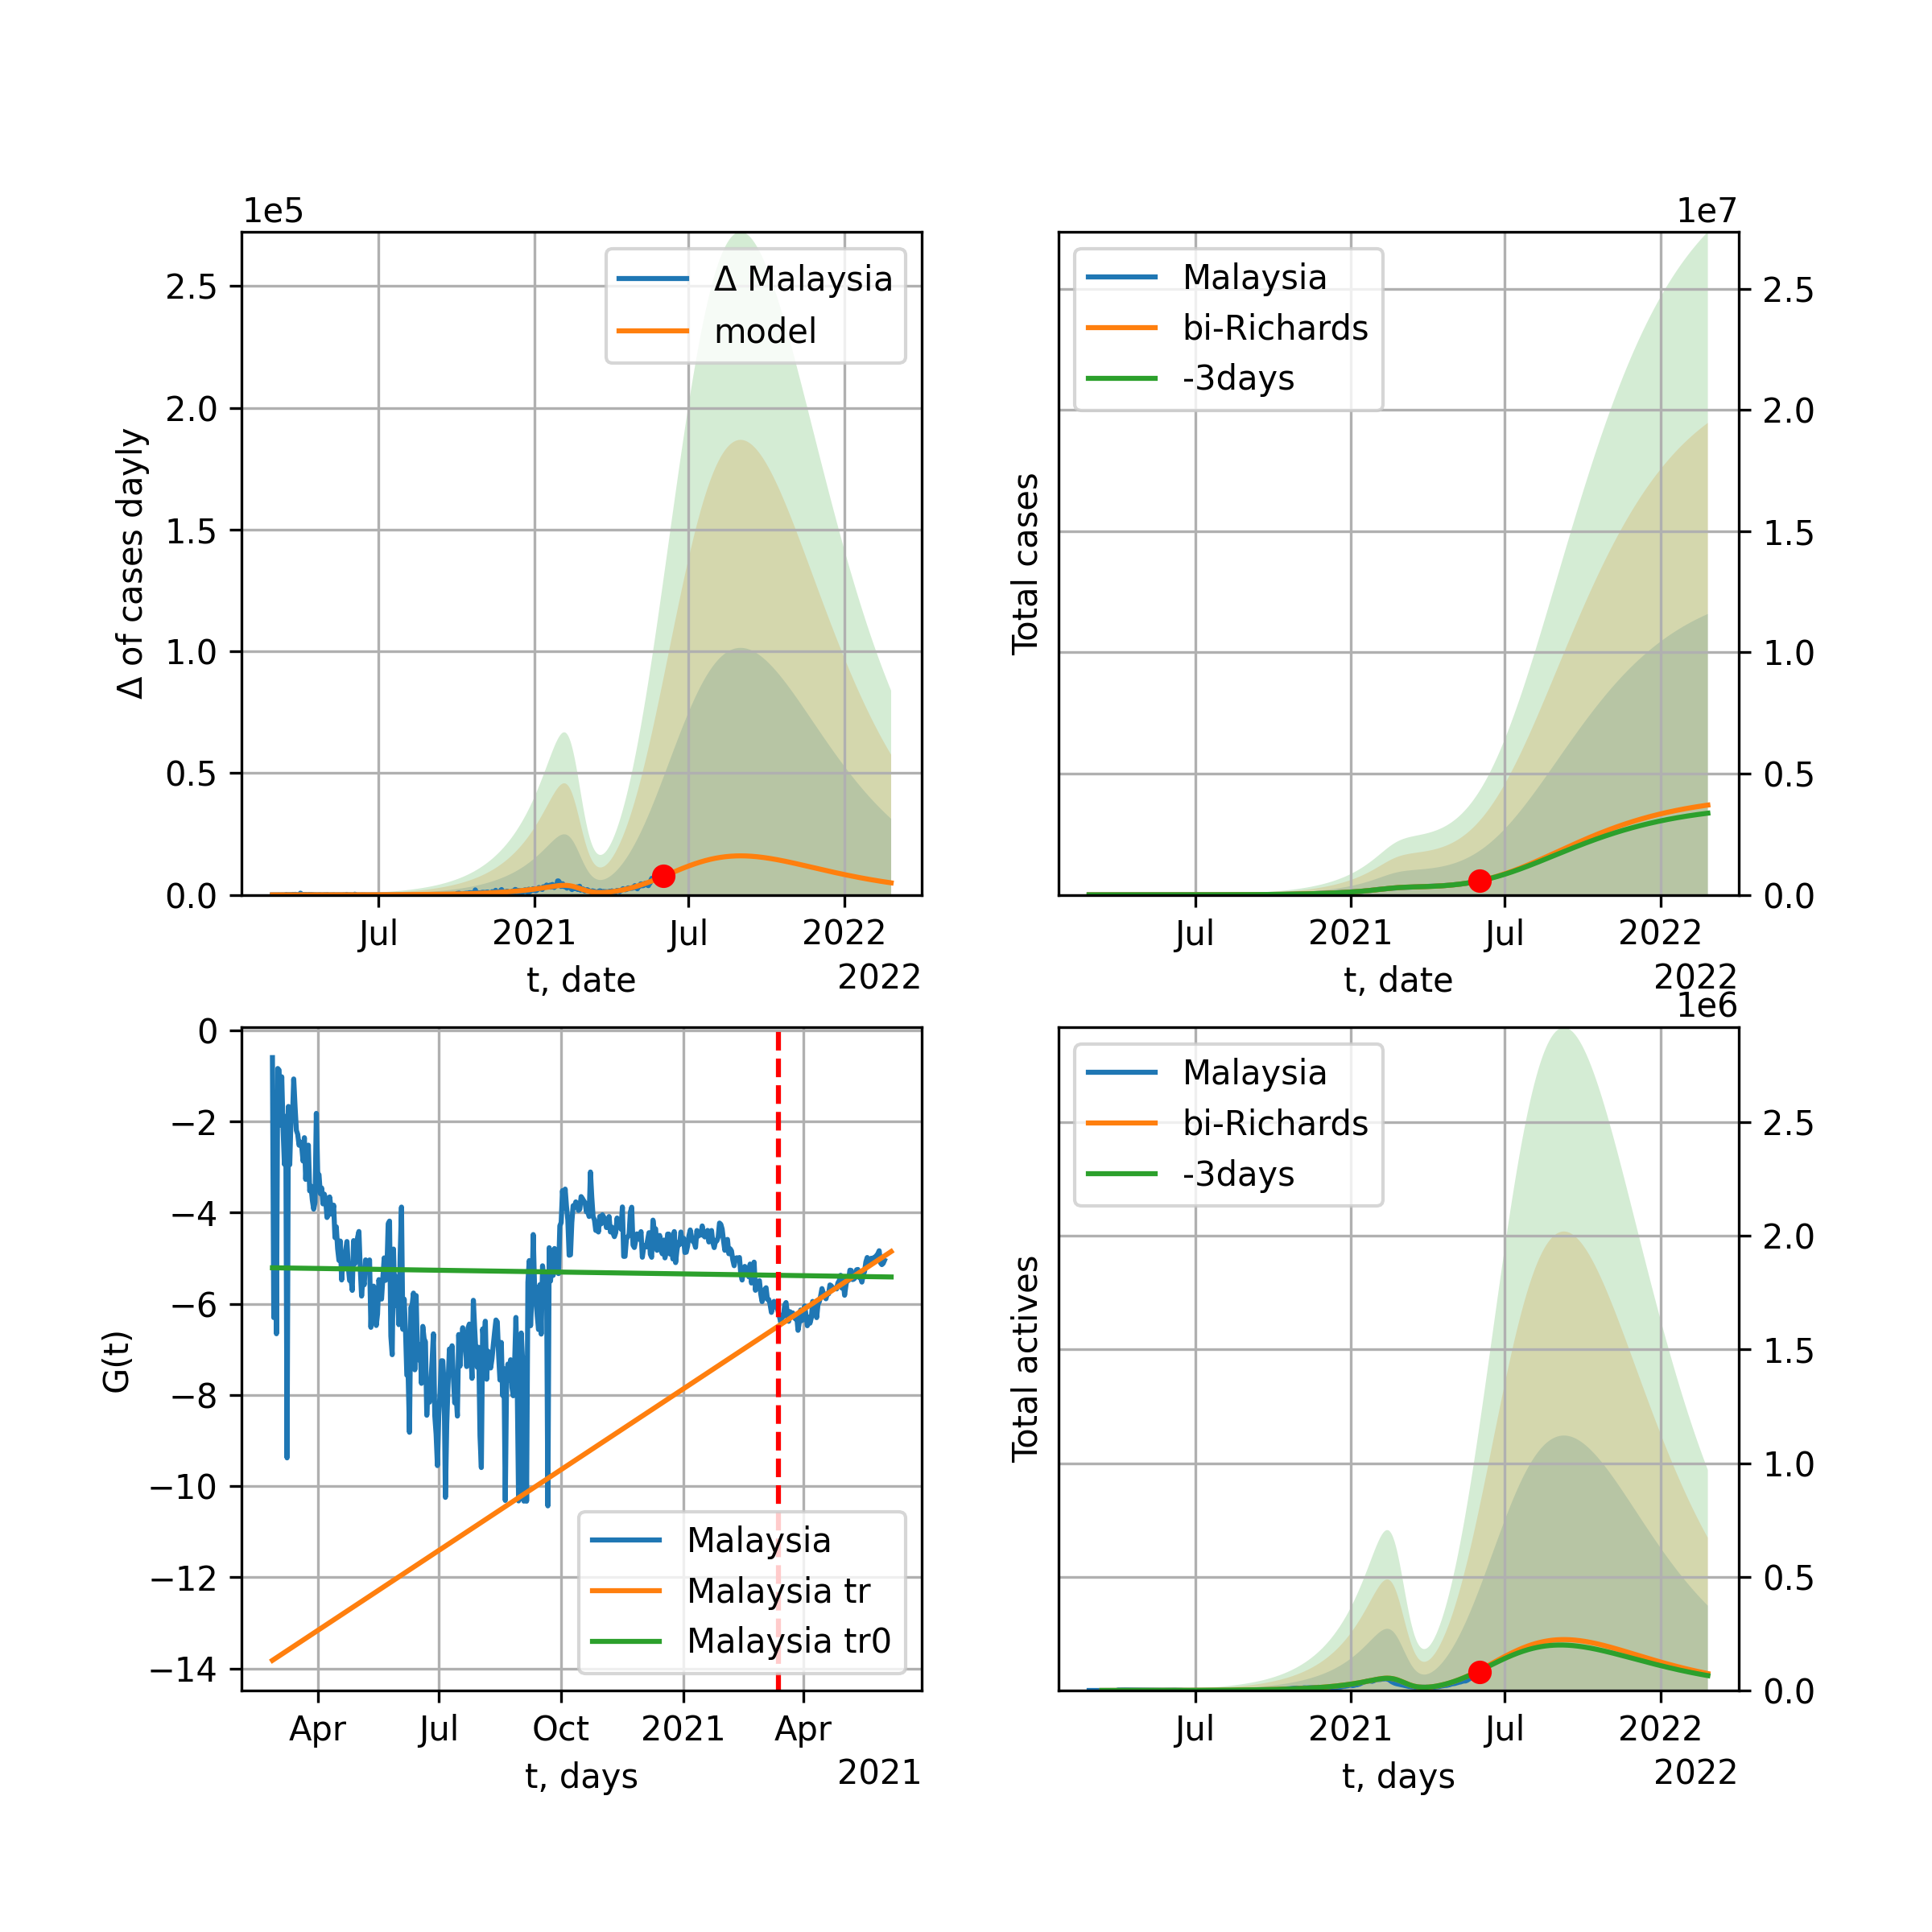 1e5
2.5
2.0
1.5
1.0
0.5
0.0
Δ of cases dayly
Δ Malaysia
model
Jul
2021
Jul
2022
t, date
2022
1e7
Total cases
Malaysia
bi-Richards
-3days
2.5
2.0
1.5
1.0
0.5
0.0
Jul
2021
Jul
2022
t, date
2022
0
−2
−4
−6
−8
−10
−12
−14
G(t)
Malaysia
Malaysia tr
Malaysia tr0
Apr
Jul
Oct
2021
Apr
t, days
2021
1e6
Total actives
Malaysia
bi-Richards
-3days
2.5
2.0
1.5
1.0
0.5
0.0
Jul
2021
Jul
2022
t, days
2022